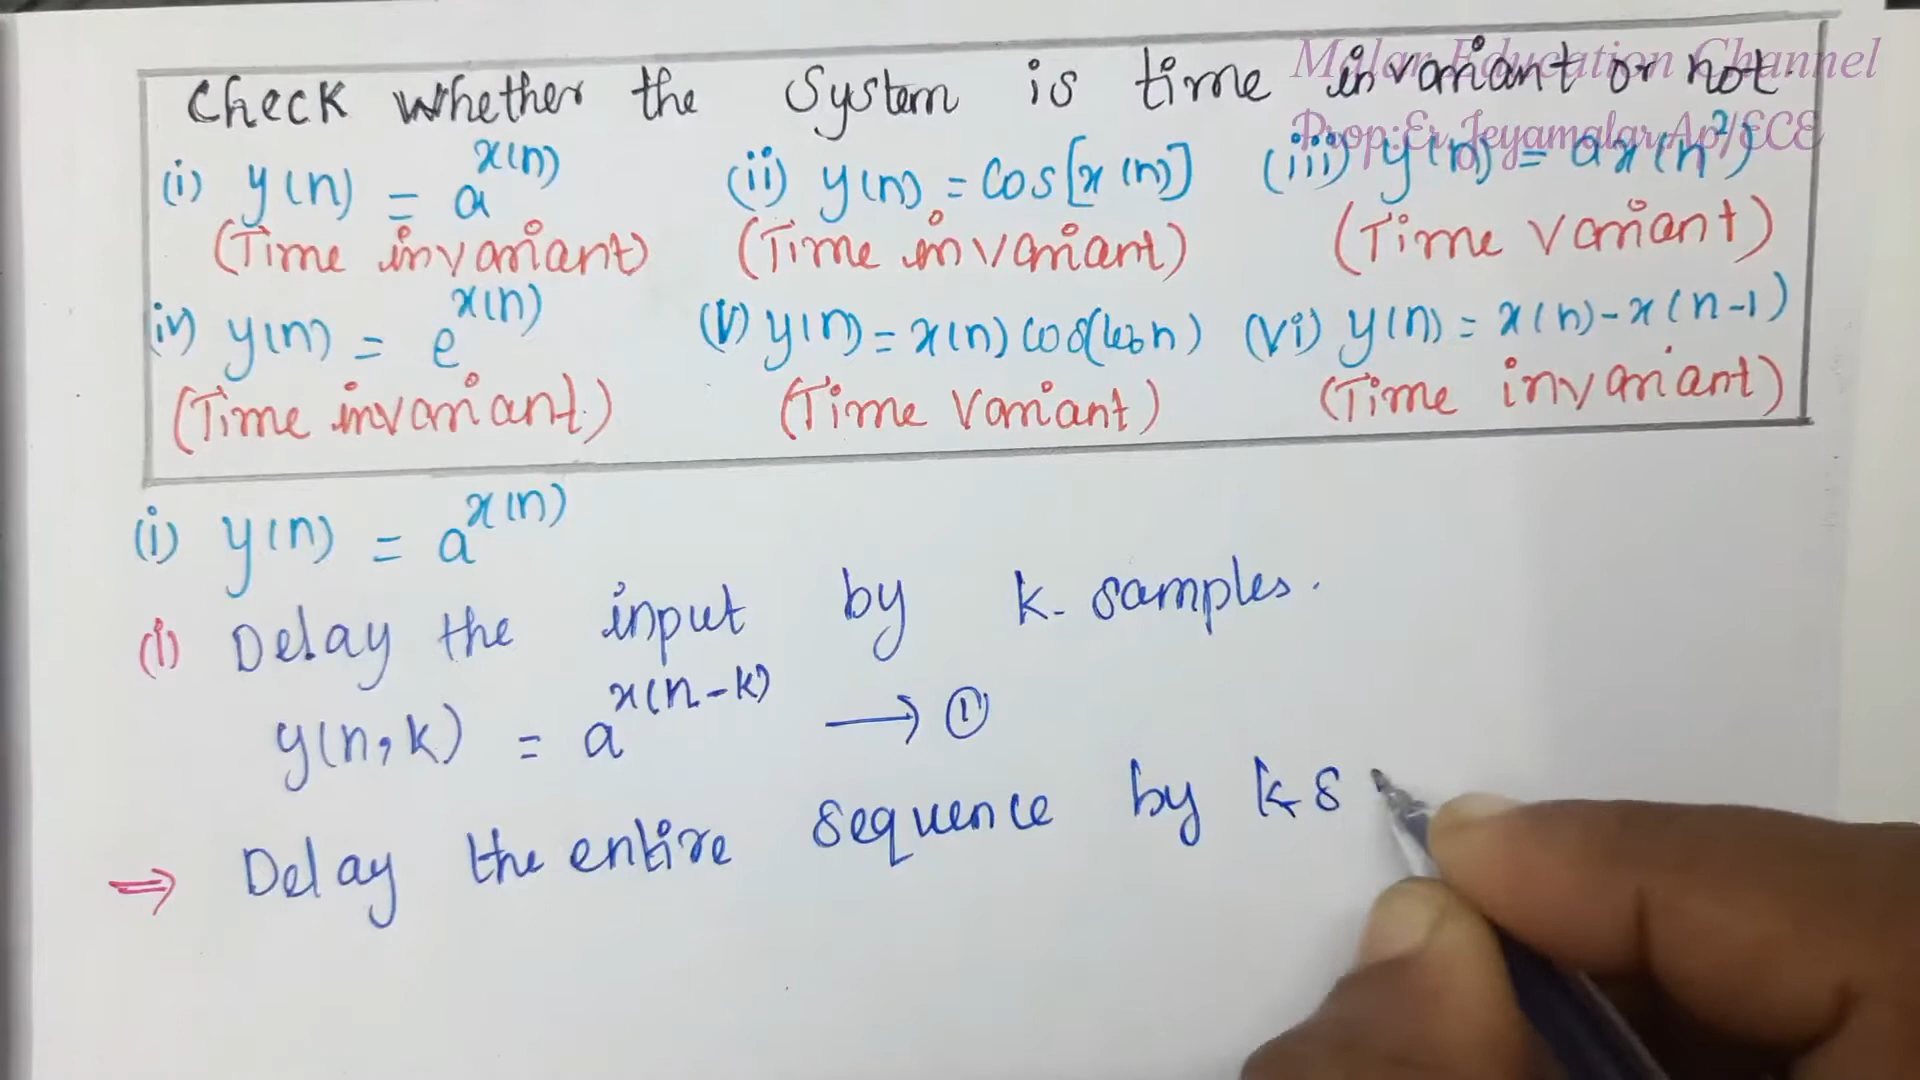 Malar Education Channel
Prop:Er.Jeyamalar Ap/ECE
Check whether the System is time invariant or not.
(i) y(n) = a^x(n) (ii) y(n) = Cos[x(n)] (iii) y(n) = ax(n²)
(Time invariant) (Time invariant) (Time Variant)
(iv) y(n) = e^x(n) (v) y(n) = x(n) cos(ω₀n) (vi) y(n) = x(n)-x(n-1)
(Time invariant) (Time Variant) (Time invariant)
(i) y(n) = a^x(n)
(i) Delay the input by k-samples.
y(n,k) = a^x(n-k) → ①
⇒ Delay the entire sequence by k-s